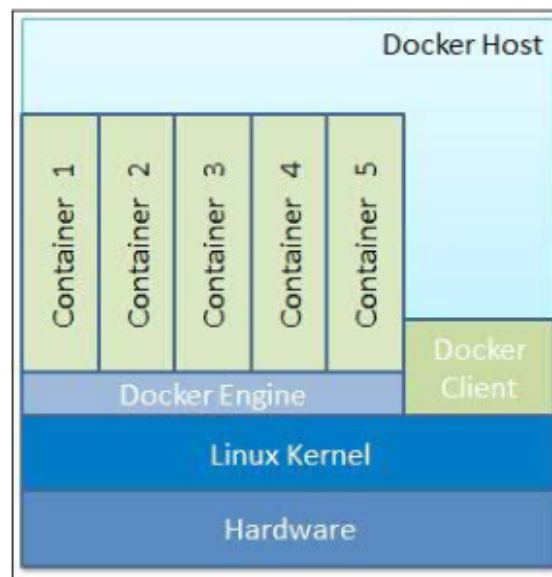 Docker Host
Container 1
Container 2
Container 3
Container 4
Container 5
Docker
Client
Docker Engine
Linux Kernel
Hardware